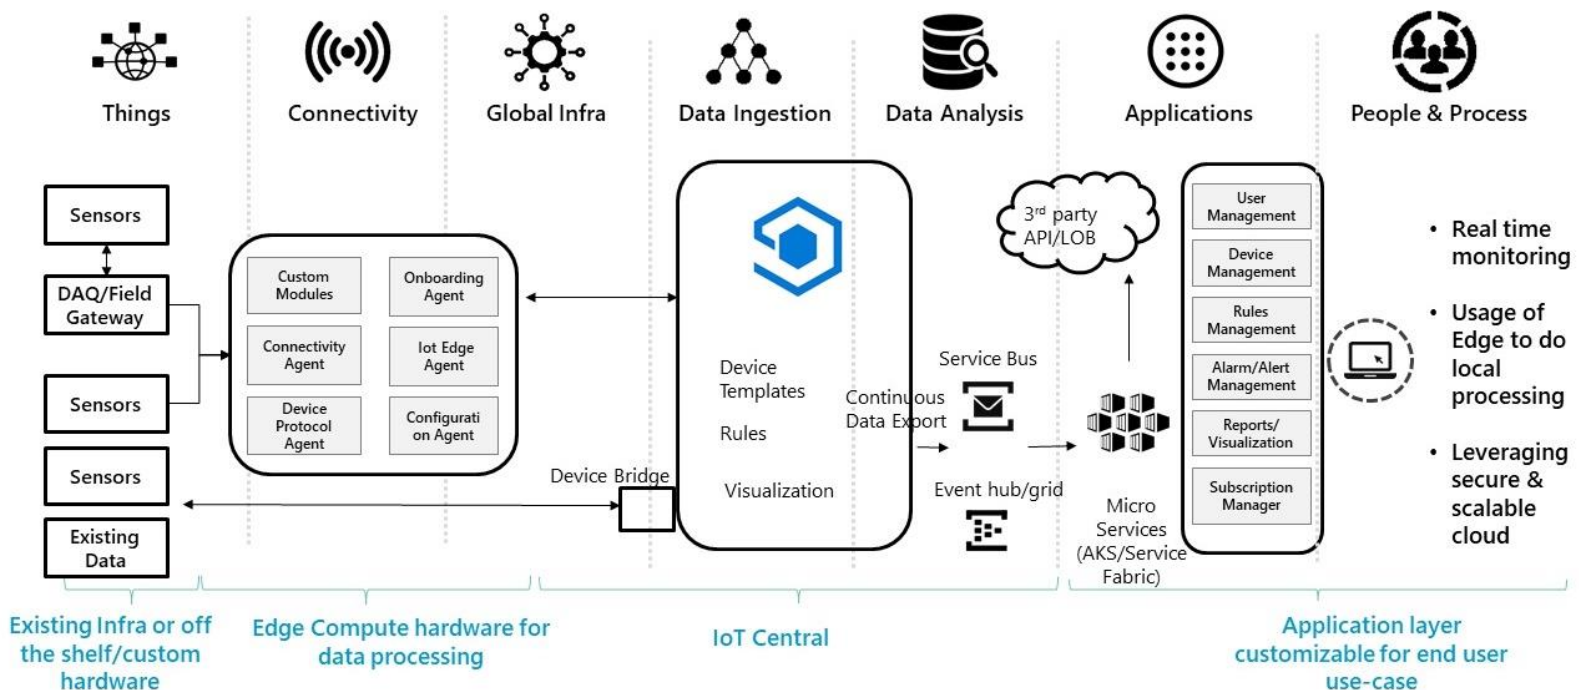 Things
Connectivity
Global Infra
Data Ingestion
Data Analysis
Applications
People & Process
Sensors
DAQ/Field
Gateway
Sensors
Sensors
Existing
Data
Custom
Modules
Onboarding
Agent
Connectivity
Agent
Iot Edge
Agent
Device
Protocol
Agent
Configurati
on Agent
Device Bridge
Device
Templates
Rules
Visualization
Continuous
Data Export
Service Bus
Event hub/grid
3rd party
API/LOB
Micro
Services
(AKS/Service
Fabric)
User
Management
Device
Management
Rules
Management
Alarm/Alert
Management
Reports/
Visualization
Subscription
Manager
• Real time
monitoring
• Usage of
Edge to do
local
processing
• Leveraging
secure &
scalable
cloud
Existing Infra or off
the shelf/custom
hardware
Edge Compute hardware for
data processing
IoT Central
Application layer
customizable for end user
use-case